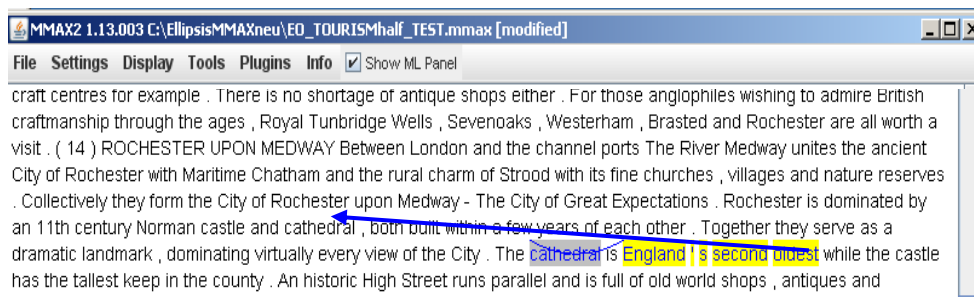 MMAX2 1.13.003 C:\EllipsisMMAXneu\EO_TOURISMhalf_TEST.mmax [modified]
File Settings Display Tools Plugins Info Show ML Panel
craft centres for example . There is no shortage of antique shops either . For those anglophiles wishing to admire British
craftmanship through the ages , Royal Tunbridge Wells , Sevenoaks , Westerham , Brasted and Rochester are all worth a
visit . ( 14 ) ROCHESTER UPON MEDWAY Between London and the channel ports The River Medway unites the ancient
City of Rochester with Maritime Chatham and the rural charm of Strood with its fine churches , villages and nature reserves
. Collectively they form the City of Rochester upon Medway - The City of Great Expectations . Rochester is dominated by
an 11th century Norman castle and cathedral , both built within a few years of each other . Together they serve as a
dramatic landmark , dominating virtually every view of the City . The cathedral is England ' s second oldest while the castle
has the tallest keep in the county . An historic High Street runs parallel and is full of old world shops , antiques and